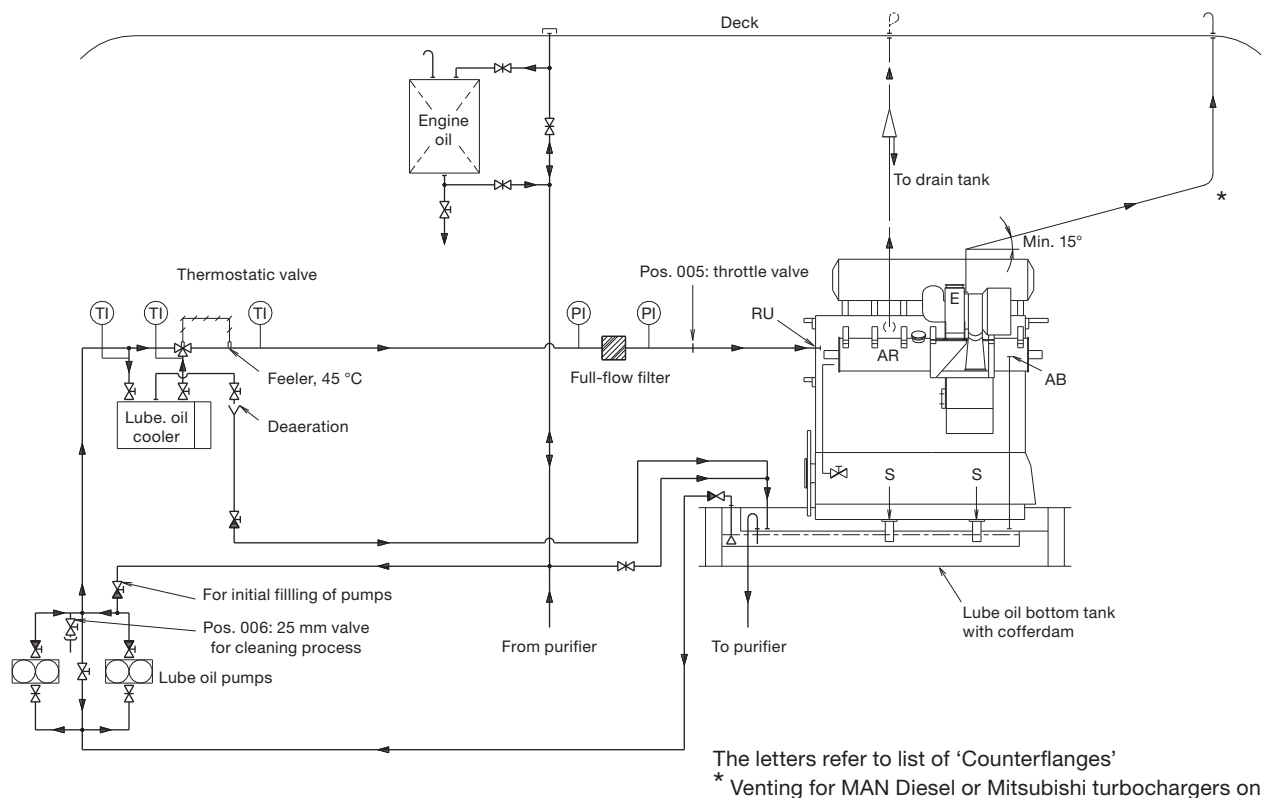 Deck
Engine
oil
To drain tank
*
Min. 15°
Thermostatic valve
Pos. 005: throttle valve
TI
TI
TI
PI
PI
RU
E
AR
AB
Feeler, 45 °C
Full-flow filter
Lube. oil
cooler
Deaeration
S
S
For initial fillling of pumps
Pos. 006: 25 mm valve
for cleaning process
From purifier
To purifier
Lube oil bottom tank
with cofferdam
Lube oil pumps
The letters refer to list of ‘Counterflanges’
* Venting for MAN Diesel or Mitsubishi turbochargers on